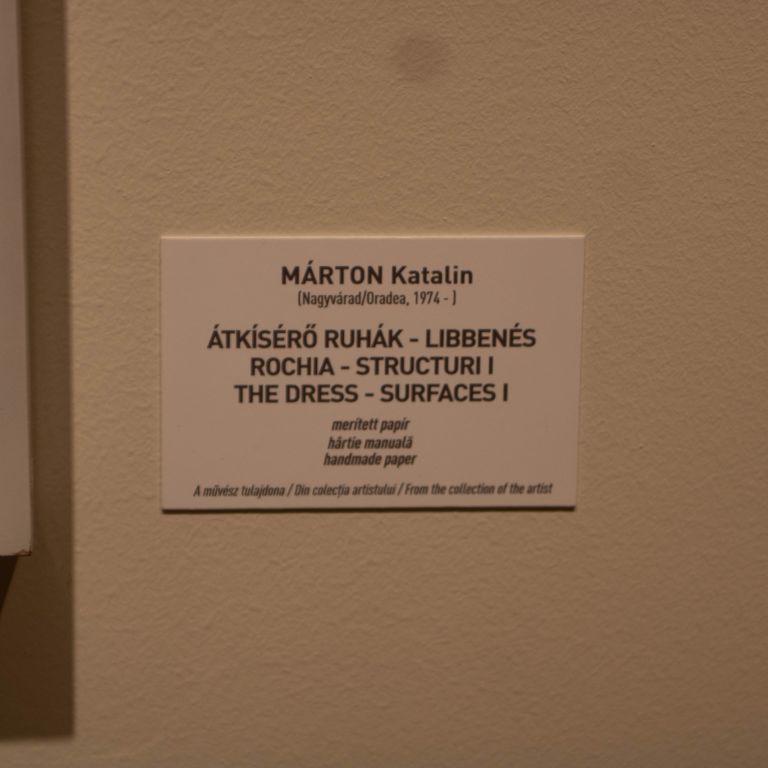 MÁRTON Katalin
(Nagyvárad/Oradea, 1974 - )
ÁTKÍSÉRŐ RUHÁK - LIBBENÉS
ROCHIA - STRUCTURI I
THE DRESS - SURFACES I
merített papír
hârtie manualã
handmade paper
A művész tulajdona / Din colecția artistului / From the collection of the artist